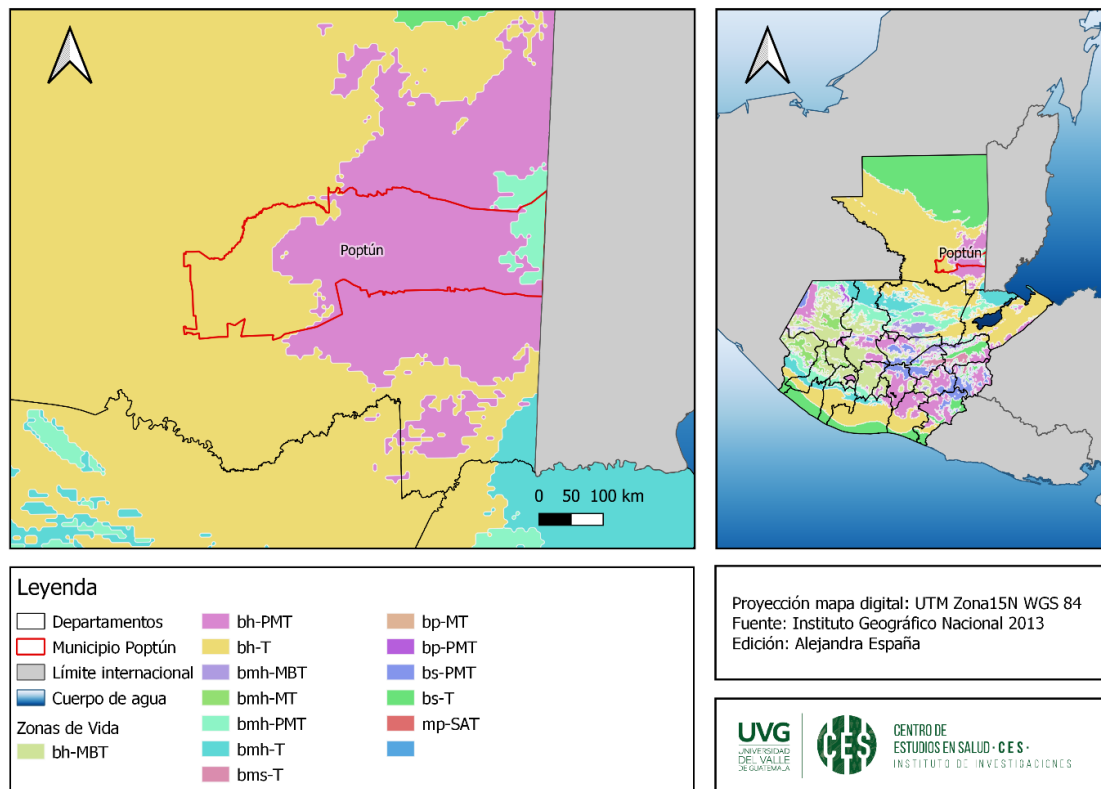 Poptún
0 50 100 km
Poptún
Leyenda
Departamentos
Municipio Poptún
Límite internacional
Cuerpo de agua
Zonas de Vida
bh-MBT
bh-PMT
bh-T
bmh-MBT
bmh-MT
bmh-PMT
bmh-T
bms-T
bp-MT
bp-PMT
bs-PMT
bs-T
mp-SAT
Proyección mapa digital: UTM Zona15N WGS 84
Fuente: Instituto Geográfico Nacional 2013
Edición: Alejandra España
UVG
UNIVERSIDAD
DEL VALLE
DE GUATEMALA
CES
CENTRO DE
ESTUDIOS EN SALUD · CES ·
INSTITUTO DE INVESTIGACIONES